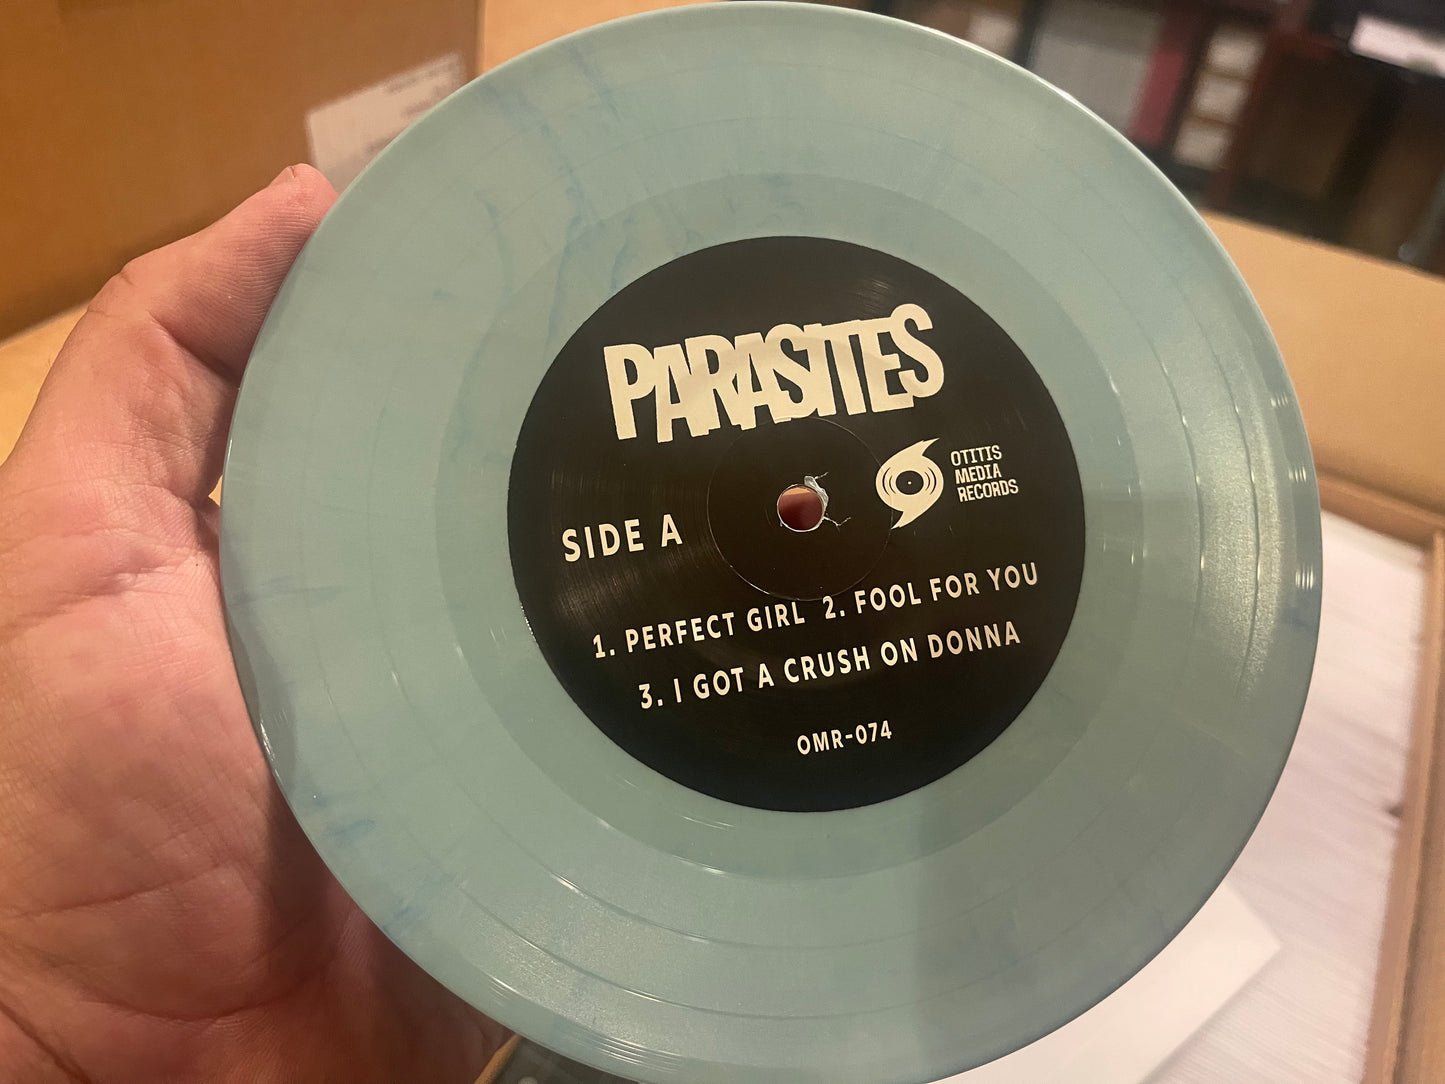 PARASITES
OTITIS
MEDIA
RECORDS
SIDE A
1. PERFECT GIRL 2. FOOL FOR YOU
3. I GOT A CRUSH ON DONNA
OMR-074